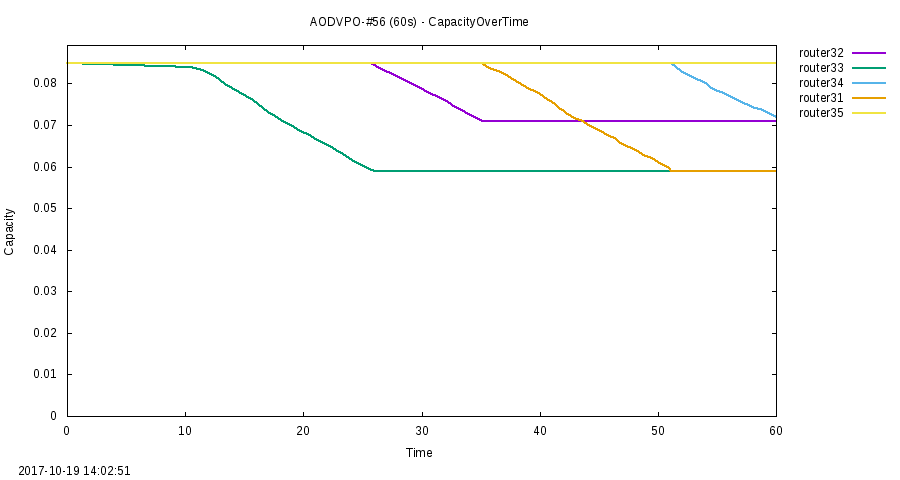 AODVPO-#56 (60s) - CapacityOverTime
router32
router33
router34
router31
router35
0.08
0.07
0.06
0.05
0.04
0.03
0.02
0.01
0
Capacity
0 10 20 30 40 50 60
Time
2017-10-19 14:02:51